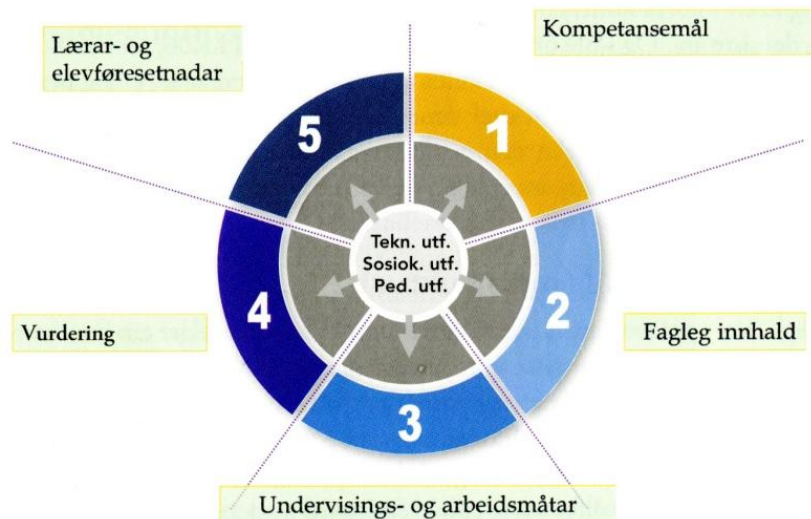 Lærar- og
elevføresetnadar
Kompetansemål
5
1
Tekn. utf.
Sosiok. utf.
Ped. utf.
4
2
Vurdering
Fagleg innhald
3
Undervisings- og arbeidsmåtar